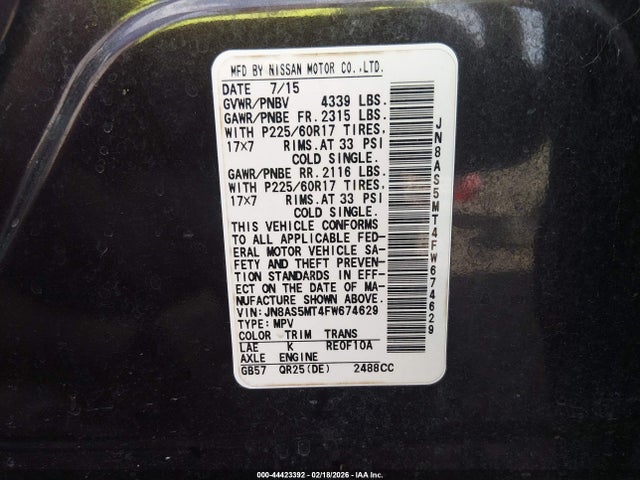 MFD BY NISSAN MOTOR CO.,LTD.
DATE 7/15
GVWR/PNBV 4339 LBS.
GAWR/PNBE FR. 2315 LBS.
WITH P225/60R17 TIRES,
17x7 RIMS.AT 33 PSI
COLD SINGLE.
GAWR/PNBE RR. 2116 LBS.
WITH P225/60R17 TIRES,
17x7 RIMS.AT 33 PSI
COLD SINGLE.
THIS VEHICLE CONFORMS
TO ALL APPLICABLE FED-
ERAL MOTOR VEHICLE SA-
FETY AND THEFT PREVEN-
TION STANDARDS IN EFF-
ECT ON THE DATE OF MA-
NUFACTURE SHOWN ABOVE.
VIN:JN8AS5MT4FW674629
TYPE:MPV
COLOR TRIM TRANS
LAE K RE0F10A
AXLE ENGINE
GB57 QR25(DE) 2488CC
JN8AS5MT4FW674629
000-44423392 - 02/18/2026 - IAA Inc.